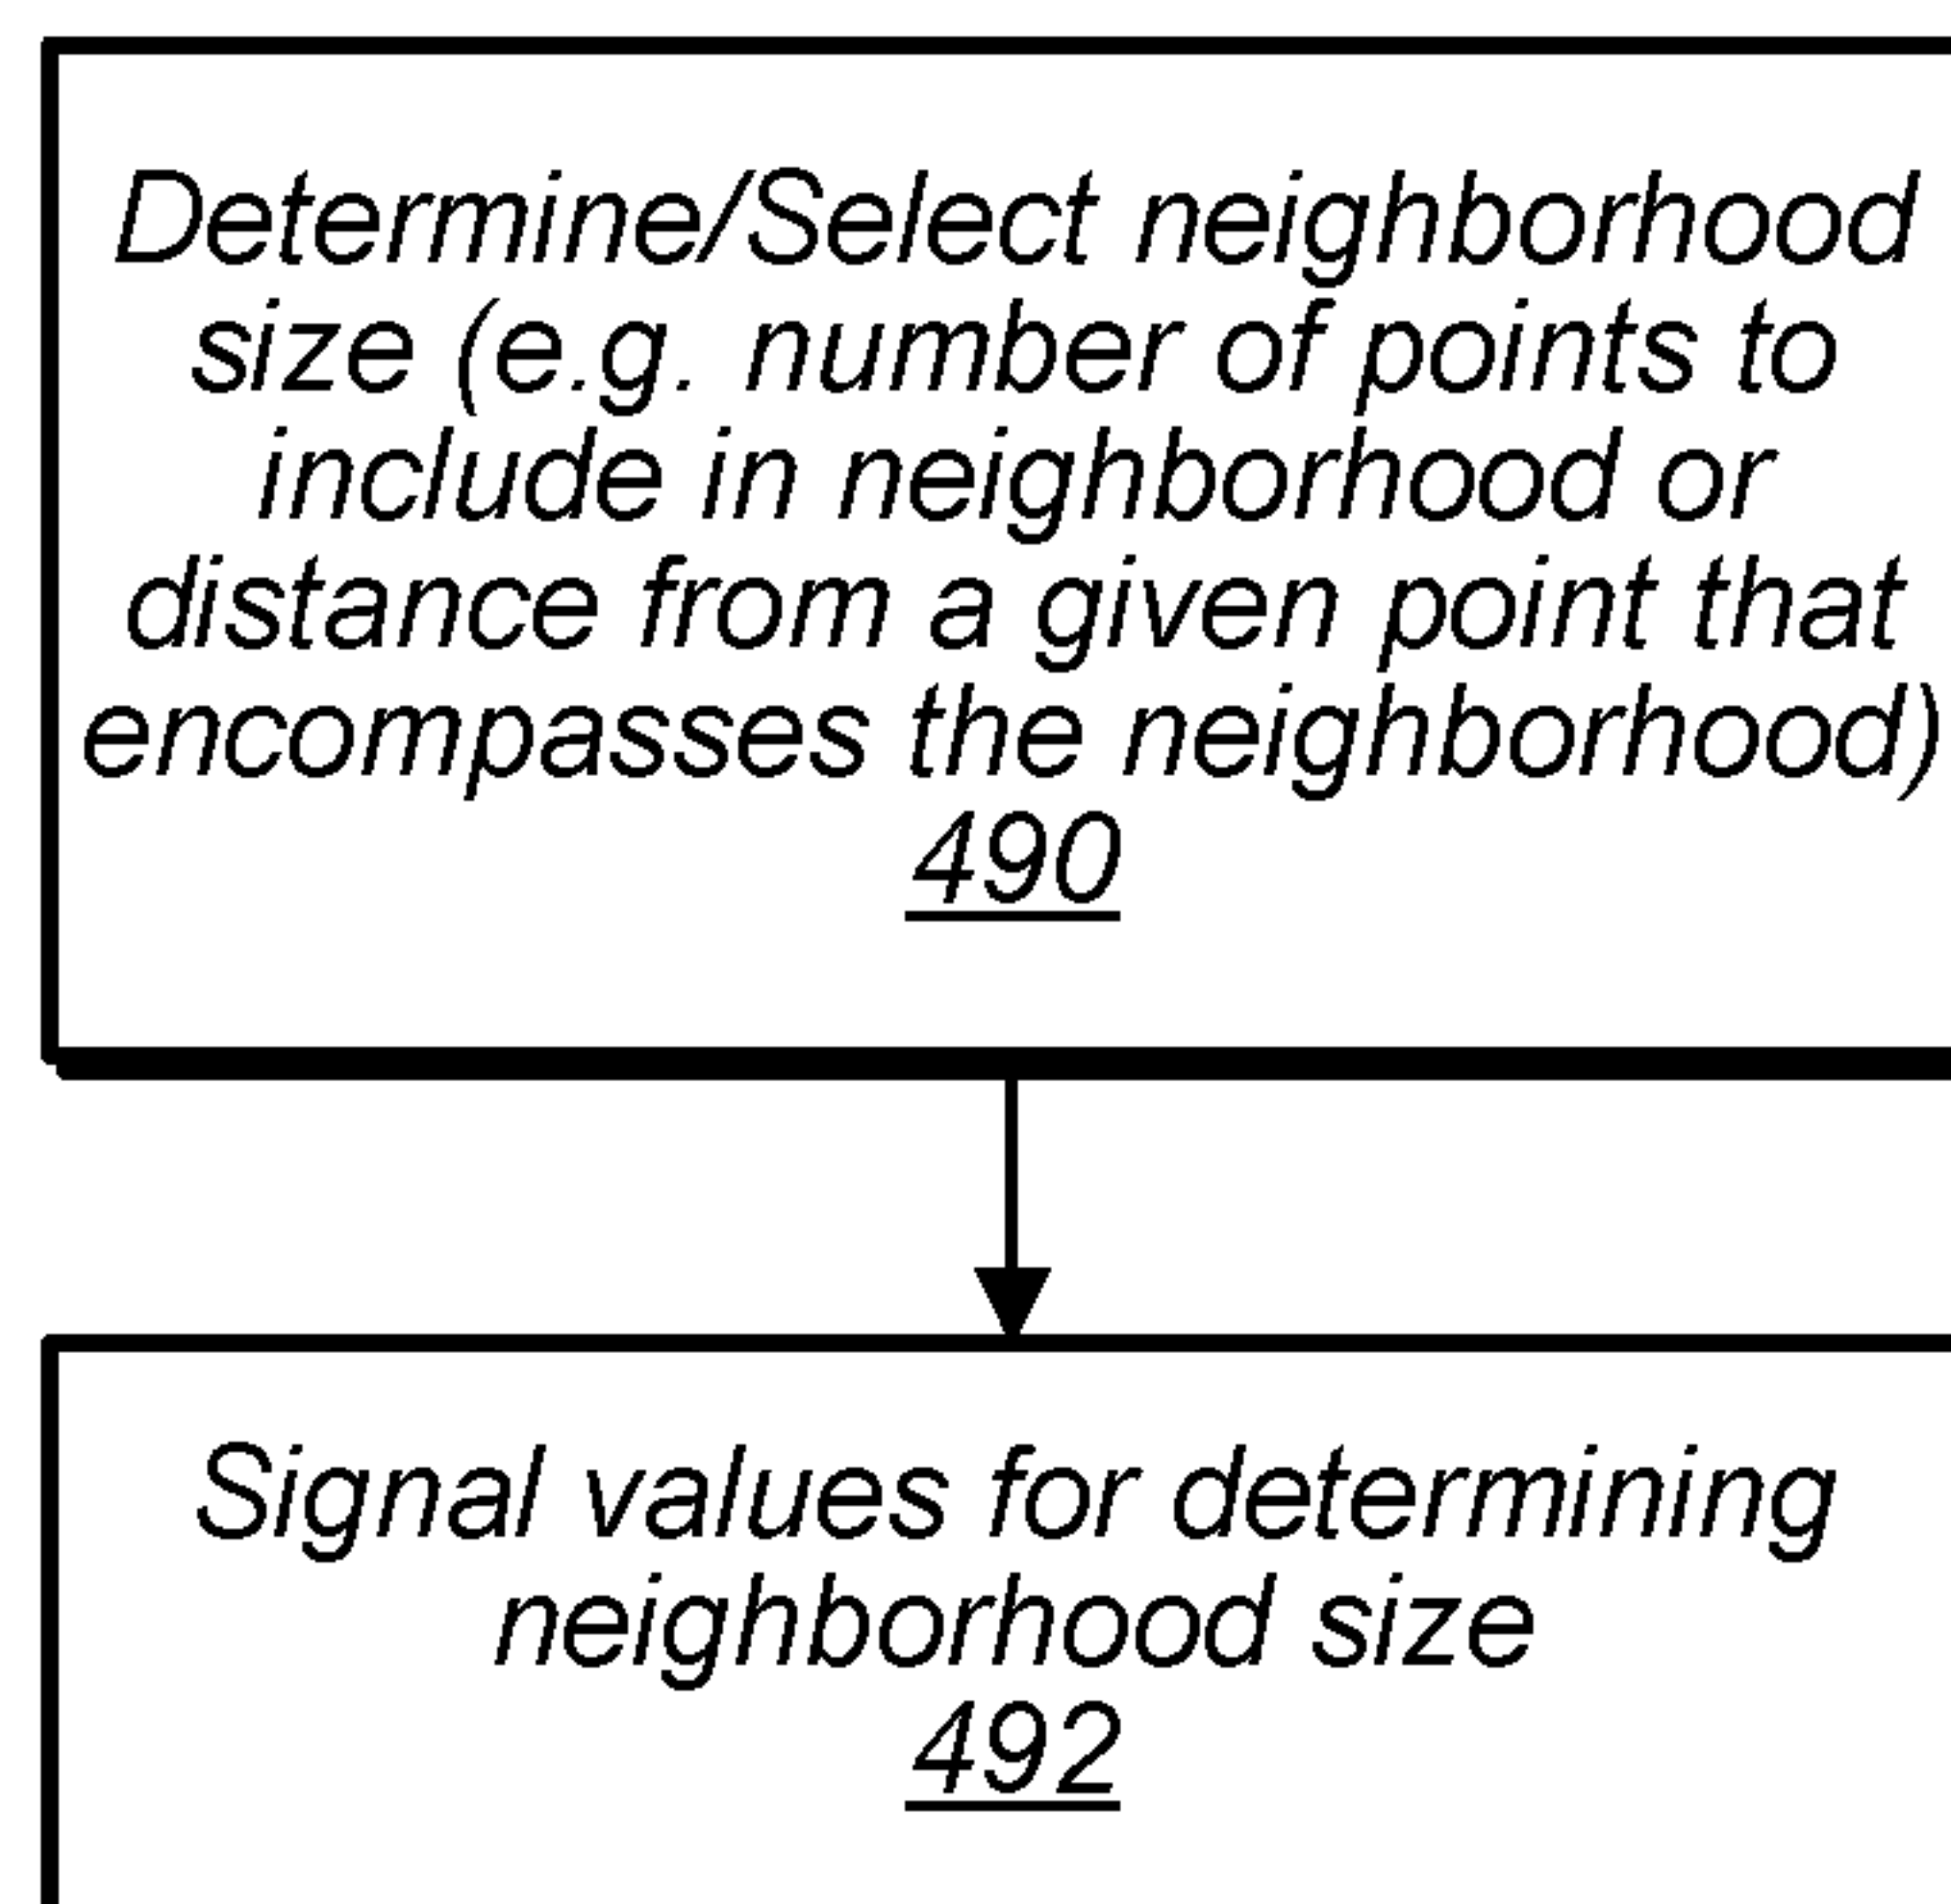 Determine/Select neighborhood
size (e.g. number of points to
include in neighborhood or
distance from a given point that
encompasses the neighborhood)
490
Signal values for determining
neighborhood size
492